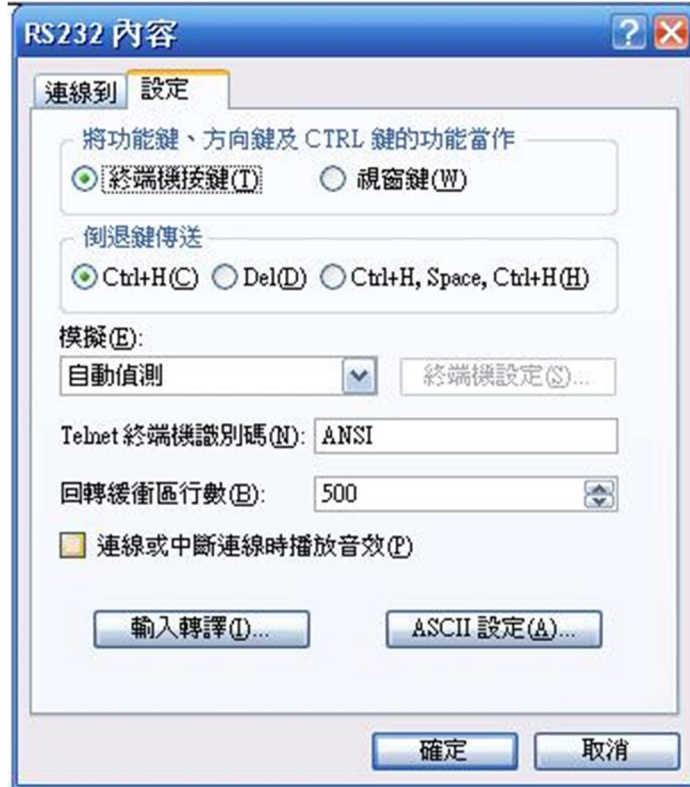 RS232 內容
連線到 設定
將功能鍵、方向鍵及 CTRL 鍵的功能當作
終端機按鍵(T) 視窗鍵(W)
倒退鍵傳送
Ctrl+H(C) Del(D) Ctrl+H, Space, Ctrl+H(H)
模擬(E):
自動偵測 終端機設定(S)...
Telnet 終端機識別碼(N): ANSI
回轉緩衝區行數(B): 500
連線或中斷連線時播放音效(P)
輸入轉譯(I)... ASCII 設定(A)...
確定 取消